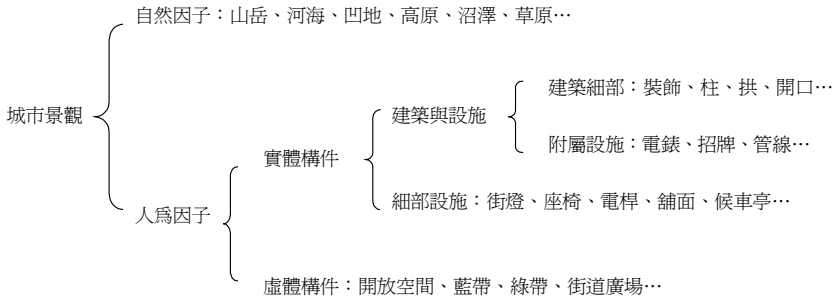 自然因子：山岳、河海、凹地、高原、沼澤、草原…
建築細部：裝飾、柱、拱、開口…
城市景觀
建築與設施
附屬設施：電錶、招牌、管線…
實體構件
細部設施：街燈、座椅、電桿、舖面、候車亭…
人爲因子
虛體構件：開放空間、藍帶、綠帶、街道廣場…